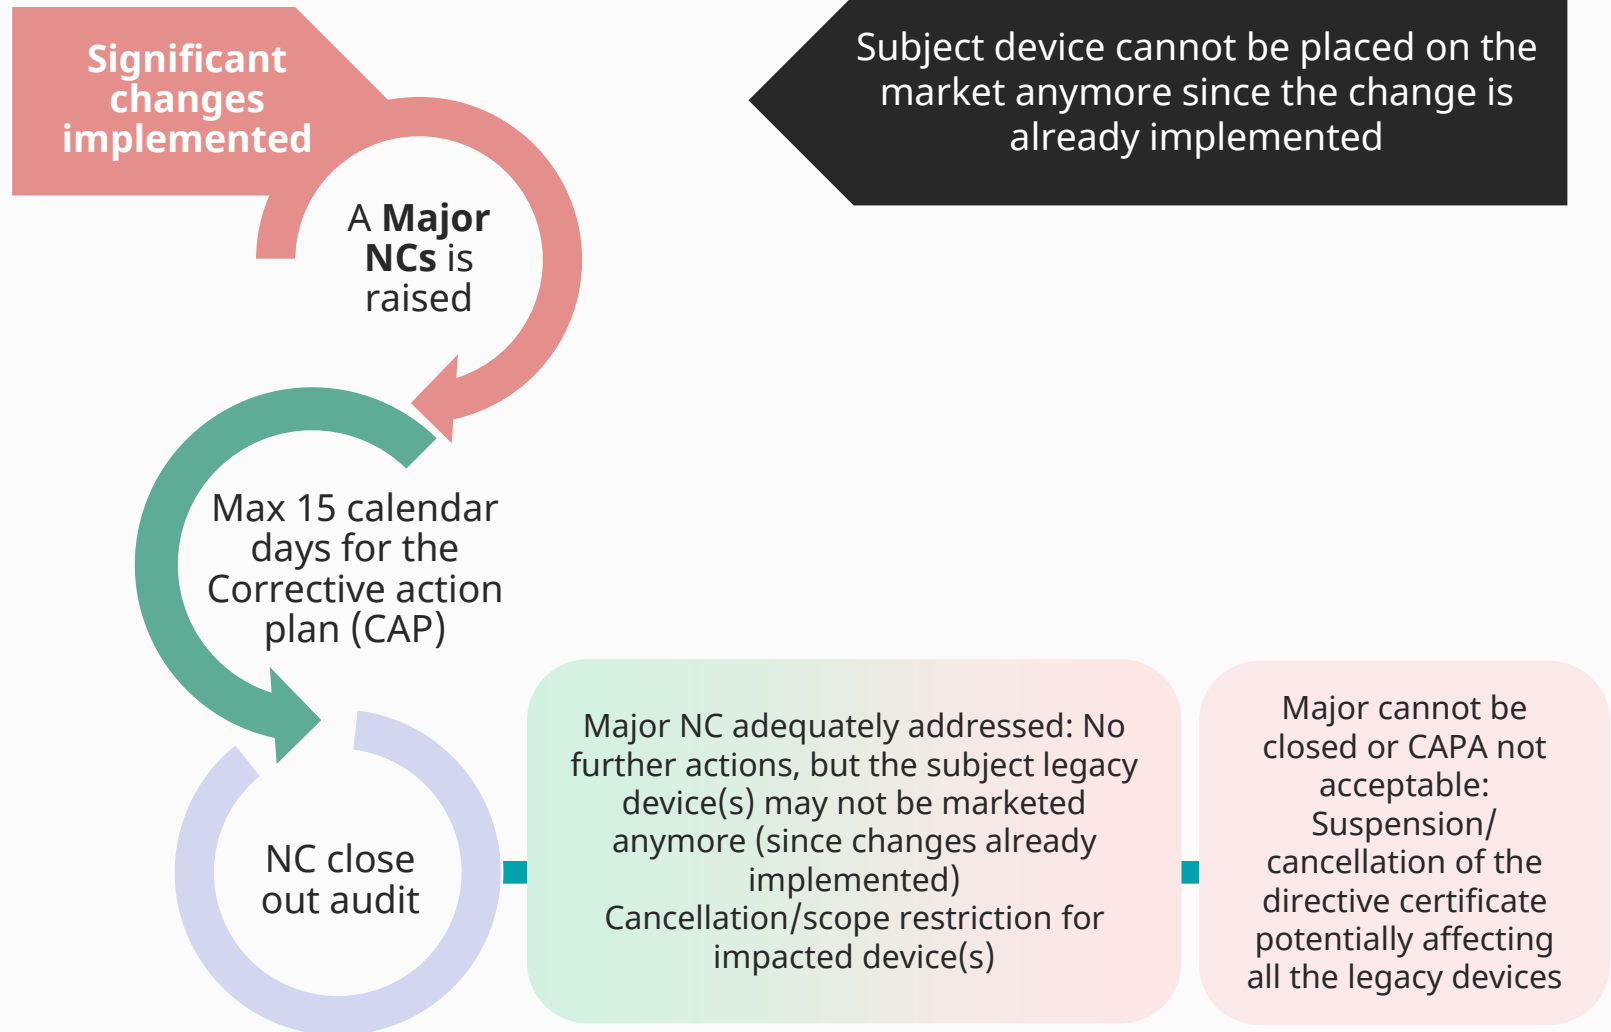 Significant
changes
implemented
Subject device cannot be placed on the
market anymore since the change is
already implemented
A Major
NCs is
raised
Max 15 calendar
days for the
Corrective action
plan (CAP)
NC close
out audit
Major NC adequately addressed: No
further actions, but the subject legacy
device(s) may not be marketed
anymore (since changes already
implemented)
Cancellation/scope restriction for
impacted device(s)
Major cannot be
closed or CAPA not
acceptable:
Suspension/
cancellation of the
directive certificate
potentially affecting
all the legacy devices